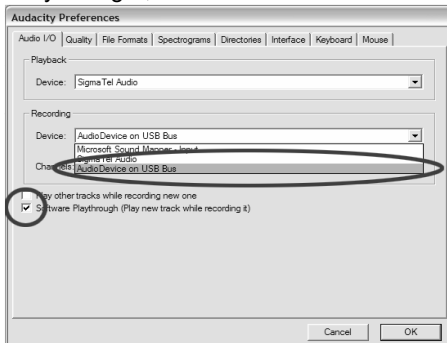 Audacity Preferences
Audio I/O Quality File Formats Spectrograms Directories Interface Keyboard Mouse
Playback
Device: SigmaTel Audio
Recording
Device: AudioDevice on USB Bus
Microsoft Sound Mapper - Input
SigmaTel Audio
Channels: AudioDevice on USB Bus
Play other tracks while recording new one
Software Playthrough (Play new track while recording it)
Cancel OK